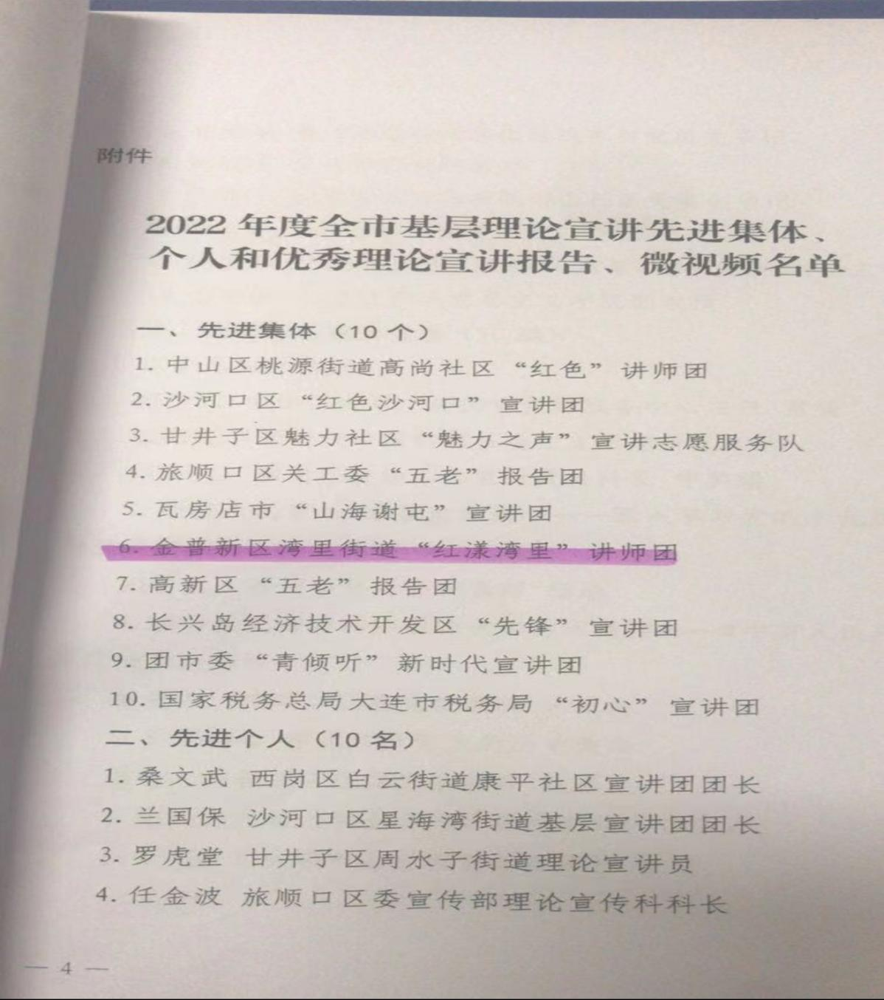 附件
2022 年度全市基层理论宣讲先进集体、
个人和优秀理论宣讲报告、微视频名单
一、先进集体（10 个）
1. 中山区桃源街道高尚社区“红色”讲师团
2. 沙河口区“红色沙河口”宣讲团
3. 甘井子区魅力社区“魅力之声”宣讲志愿服务队
4. 旅顺口区关工委“五老”报告团
5. 瓦房店市“山海谢屯”宣讲团
6. 金普新区湾里街道“红漾湾里”讲师团
7. 高新区“五老”报告团
8. 长兴岛经济技术开发区“先锋”宣讲团
9. 团市委“青倾听”新时代宣讲团
10. 国家税务总局大连市税务局“初心”宣讲团
二、先进个人（10 名）
1. 桑文武 西岗区白云街道康平社区宣讲团团长
2. 兰国保 沙河口区星海湾街道基层宣讲团团长
3. 罗虎堂 甘井子区周水子街道理论宣讲员
4. 任金波 旅顺口区委宣传部理论宣传科科长
— 4 —